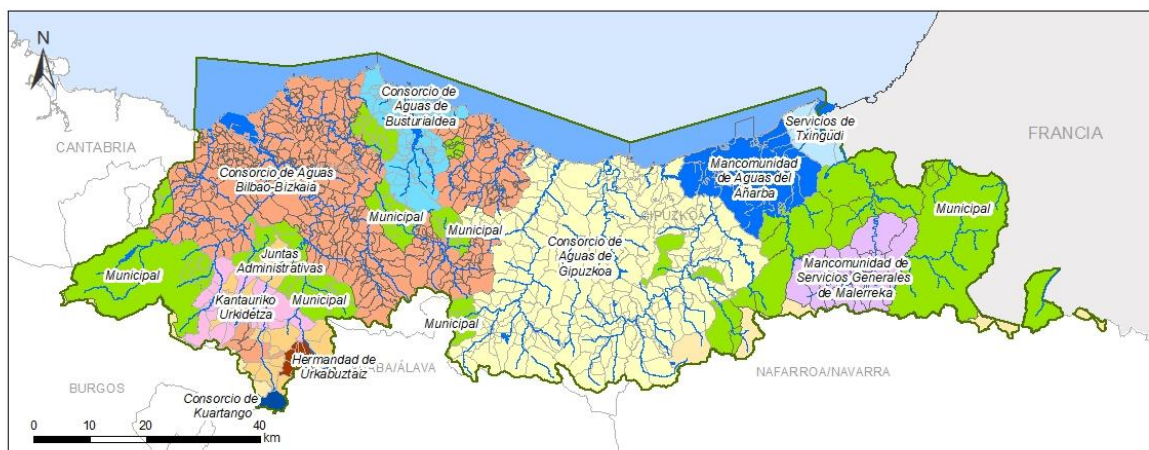 N
CANTABRIA
Consorcio de
Aguas de
Busturialdea
Servicios de
Txingudi
FRANCIA
Consorcio de Aguas
Bilbao-Bizkaia
Mancomunidad
de Aguas del
Añarba
Municipal
Municipal
Municipal
GIPUZKOA
Consorcio de
Aguas de
Gipuzkoa
Juntas
Administrativas
Municipal
Mancomunidad de
Servicios Generales
de Malerreka
Kantauriko
Urkidetza
Municipal
Municipal
Hermandad de
Urkabuztaiz
ARABA/ÁLAVA
BURGOS
NAFARROA/NAVARRA
Consorcio de
Kuartango
0 10 20 40
km